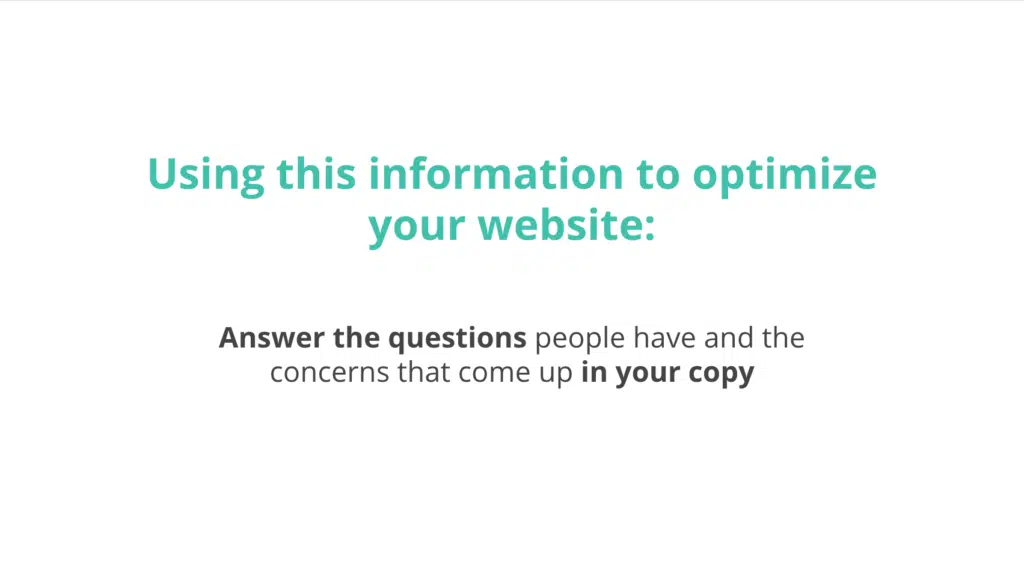 Using this information to optimize
your website:
Answer the questions people have and the
concerns that come up in your copy